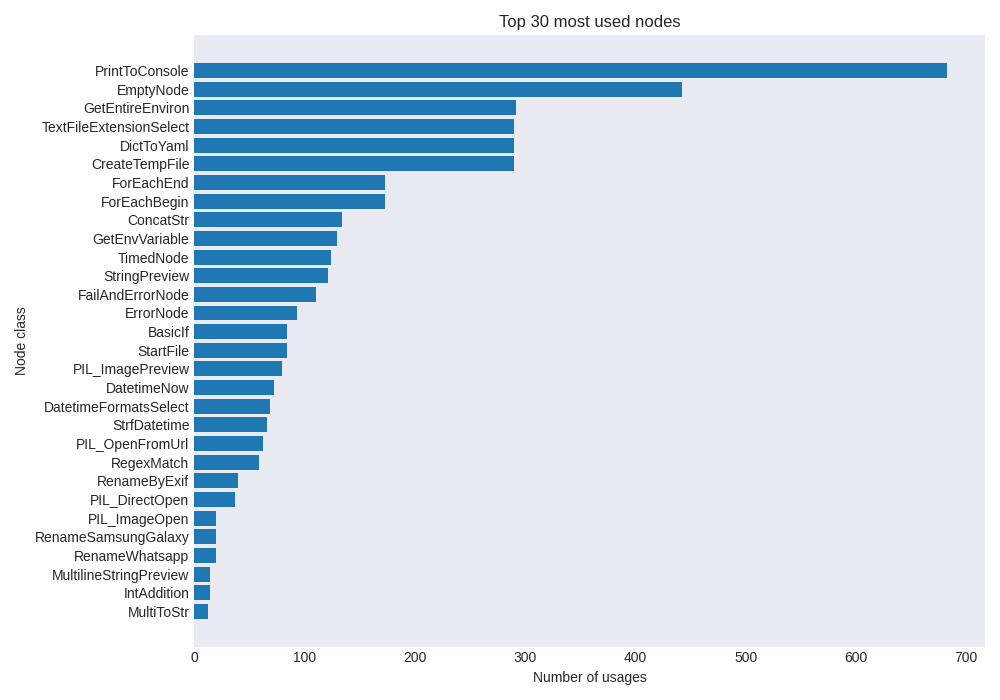 Top 30 most used nodes
PrintToConsole
EmptyNode
GetEntireEnviron
TextFileExtensionSelect
DictToYaml
CreateTempFile
ForEachEnd
ForEachBegin
ConcatStr
GetEnvVariable
TimedNode
StringPreview
FailAndErrorNode
ErrorNode
BasicIf
StartFile
PIL_ImagePreview
DatetimeNow
DatetimeFormatsSelect
StrfDatetime
PIL_OpenFromUrl
RegexMatch
RenameByExif
PIL_DirectOpen
PIL_ImageOpen
RenameSamsungGalaxy
RenameWhatsapp
MultilineStringPreview
IntAddition
MultiToStr
Node class
0 100 200 300 400 500 600 700
Number of usages